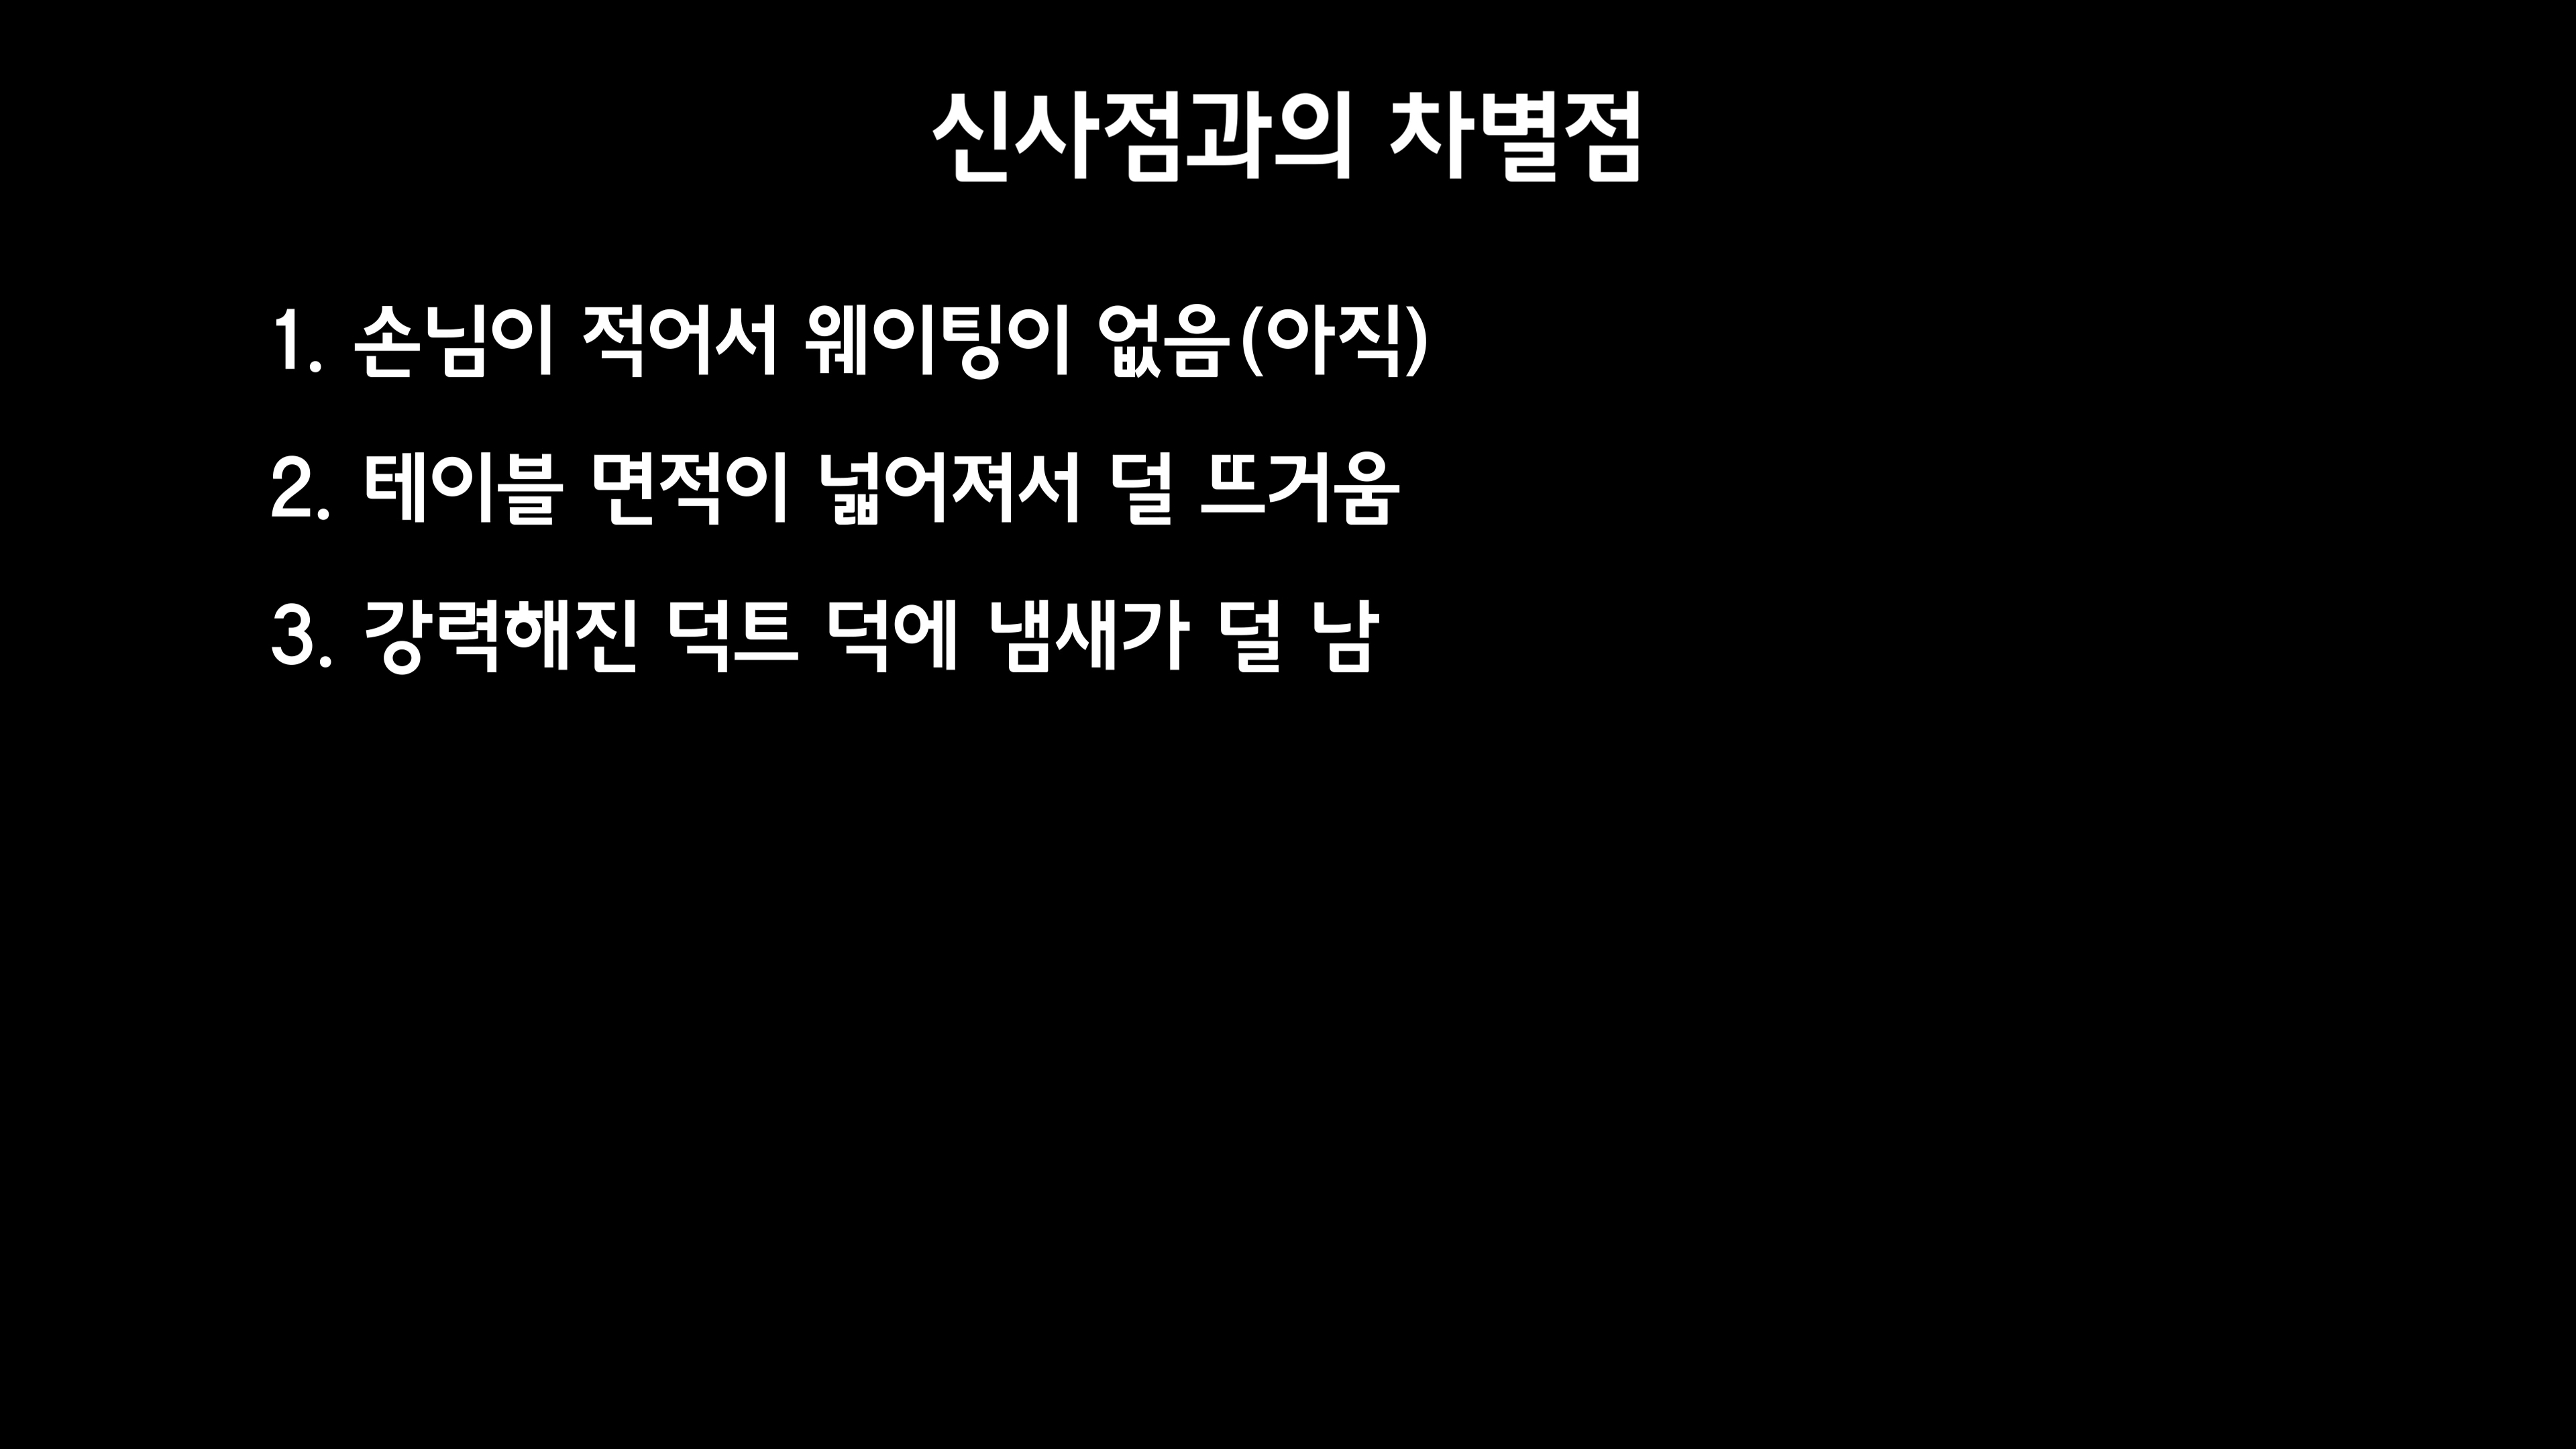 신사점과의 차별점
1. 손님이 적어서 웨이팅이 없음(아직)
2. 테이블 면적이 넓어져서 덜 뜨거움
3. 강력해진 덕트 덕에 냄새가 덜 남